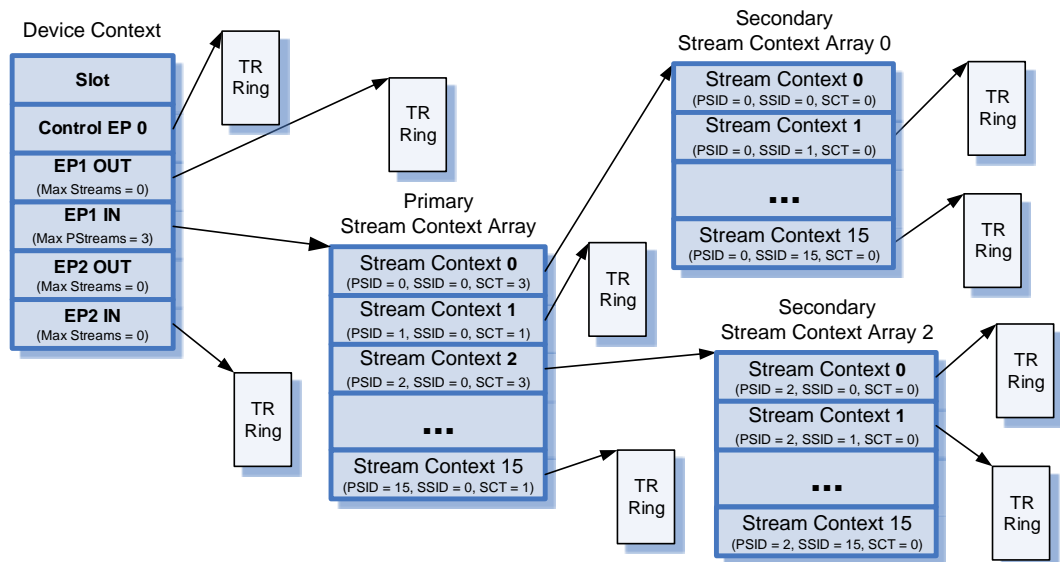 Device Context
Slot
Control EP 0
EP1 OUT
(Max Streams = 0)
EP1 IN
(Max PStreams = 3)
EP2 OUT
(Max Streams = 0)
EP2 IN
(Max Streams = 0)
TR
Ring
TR
Ring
TR
Ring
Primary
Stream Context Array
Stream Context 0
(PSID = 0, SSID = 0, SCT = 3)
Stream Context 1
(PSID = 1, SSID = 0, SCT = 1)
Stream Context 2
(PSID = 2, SSID = 0, SCT = 3)
...
Stream Context 15
(PSID = 15, SSID = 0, SCT = 1)
TR
Ring
TR
Ring
Secondary
Stream Context Array 0
Stream Context 0
(PSID = 0, SSID = 0, SCT = 0)
Stream Context 1
(PSID = 0, SSID = 1, SCT = 0)
...
Stream Context 15
(PSID = 0, SSID = 15, SCT = 0)
TR
Ring
TR
Ring
Secondary
Stream Context Array 2
Stream Context 0
(PSID = 2, SSID = 0, SCT = 0)
Stream Context 1
(PSID = 2, SSID = 1, SCT = 0)
...
Stream Context 15
(PSID = 2, SSID = 15, SCT = 0)
TR
Ring
TR
Ring